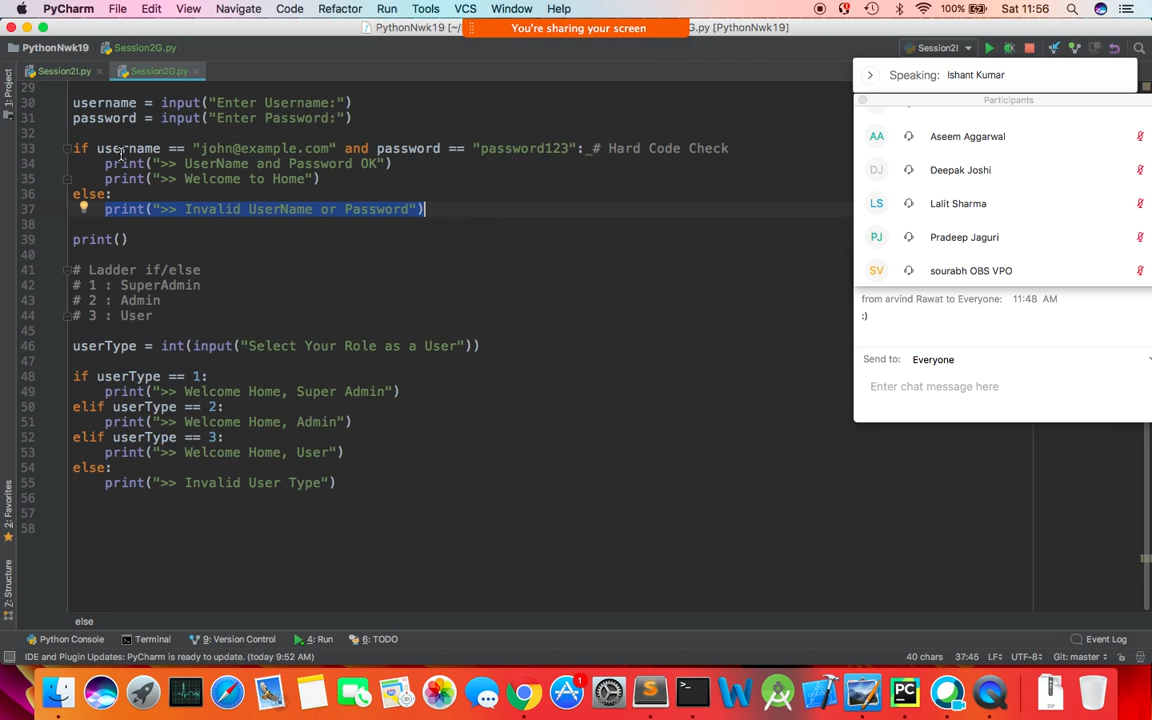 PyCharm File Edit View Navigate Code Refactor Run Tools VCS Window Help 100% Sat 11:56
You're sharing your screen
PythonNwk19 [~/ G.py [PythonNwk19]
PythonNwk19 Session2G.py Session2I
Session2I.py Session2G.py
1: Project
2: Favorites
Z: Structure
29
30 username = input("Enter Username:")
31 password = input("Enter Password:")
32
33 if username == "john@example.com" and password == "password123": # Hard Code Check
34 print(">> UserName and Password OK")
35 print(">> Welcome to Home")
36 else:
37 print(">> Invalid UserName or Password")
38
39 print()
40
41 # Ladder if/else
42 # 1 : SuperAdmin
43 # 2 : Admin
44 # 3 : User
45
46 userType = int(input("Select Your Role as a User"))
47
48 if userType == 1:
49 print(">> Welcome Home, Super Admin")
50 elif userType == 2:
51 print(">> Welcome Home, Admin")
52 elif userType == 3:
53 print(">> Welcome Home, User")
54 else:
55 print(">> Invalid User Type")
56
57
58
Speaking: Ishant Kumar
Participants
AA Aseem Aggarwal
DJ Deepak Joshi
LS Lalit Sharma
PJ Pradeep Jaguri
SV sourabh OBS VPO
from arvind Rawat to Everyone: 11:48 AM
:)
Send to: Everyone
Enter chat message here
else
Python Console Terminal 9: Version Control 4: Run 6: TODO Event Log
IDE and Plugin Updates: PyCharm is ready to update. (today 9:52 AM) 40 chars 37:45 LF UTF-8 Git: master
1
PC
ZIP